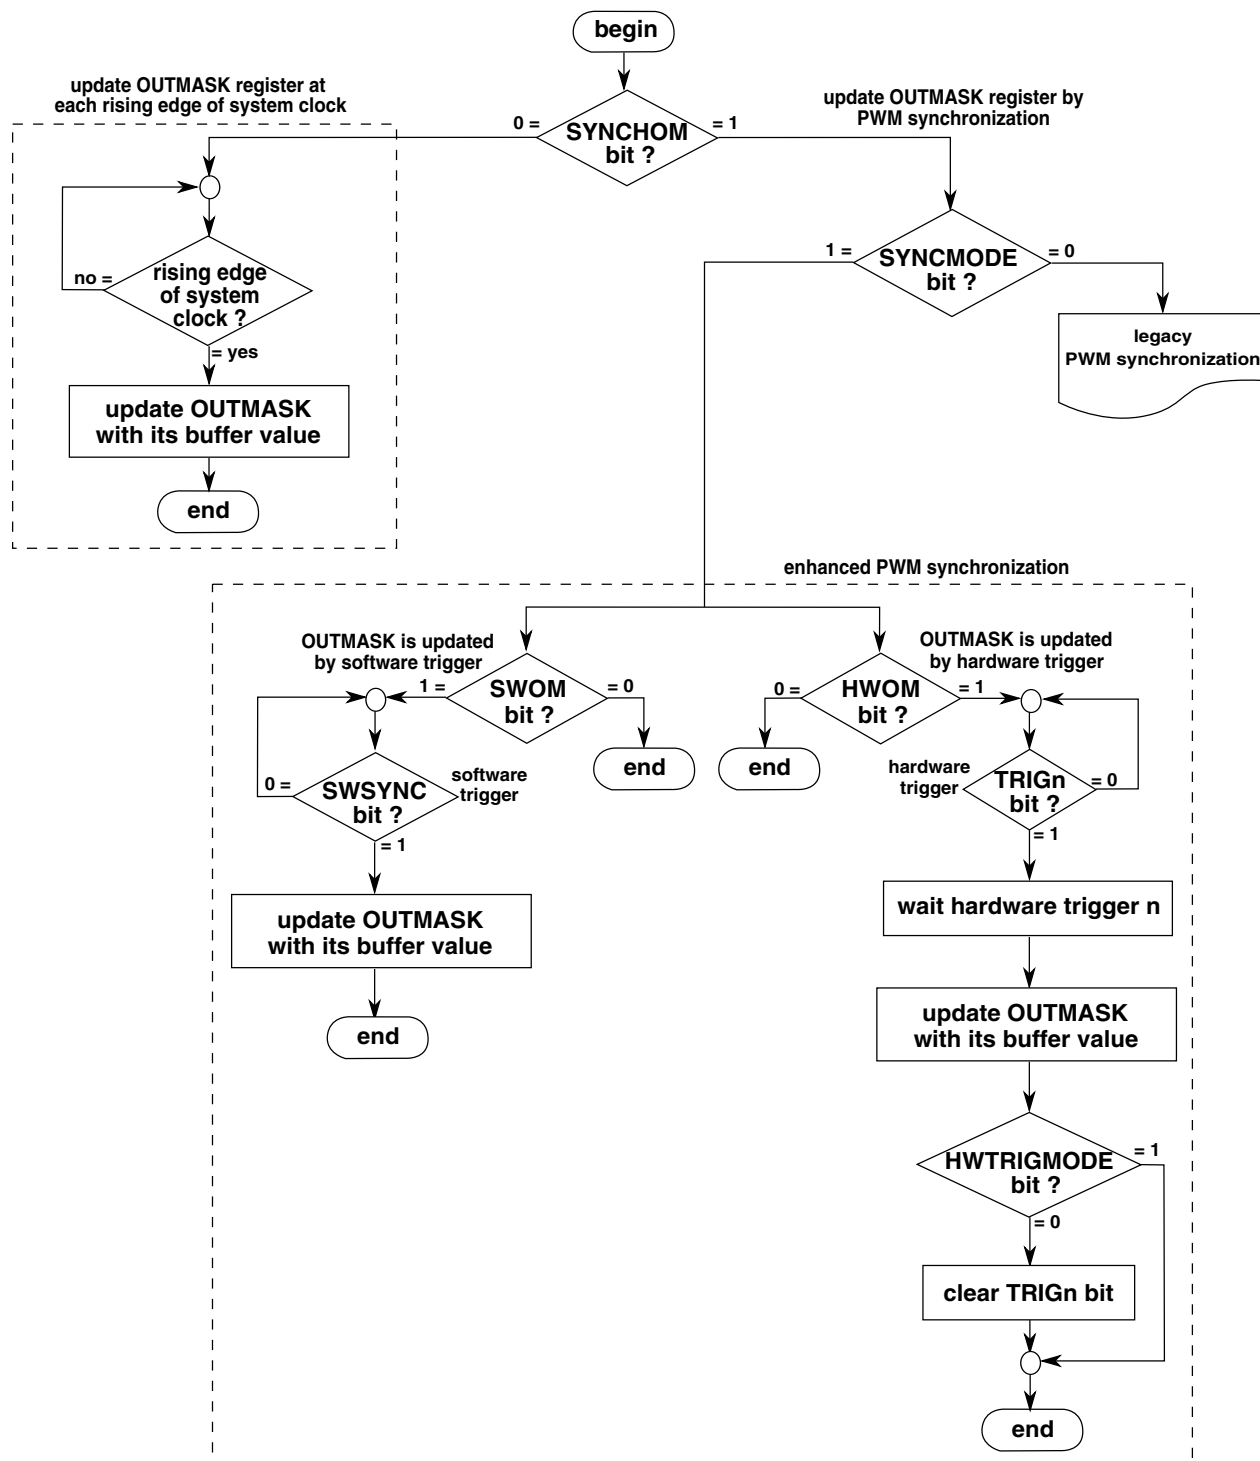 begin
update OUTMASK register at
each rising edge of system clock
update OUTMASK register by
PWM synchronization
0 =
SYNCHOM
bit ?
= 1
1 =
SYNCMODE
bit ?
= 0
no =
rising edge
of system
clock ?
= yes
legacy
PWM synchronization
update OUTMASK
with its buffer value
end
enhanced PWM synchronization
OUTMASK is updated
by software trigger
OUTMASK is updated
by hardware trigger
1 =
SWOM
bit ?
= 0
0 =
HWOM
bit ?
= 1
end
end
0 =
SWSYNC
bit ?
software
trigger
= 1
hardware
trigger
TRIGn
bit ?
= 0
= 1
update OUTMASK
with its buffer value
end
wait hardware trigger n
update OUTMASK
with its buffer value
HWTRIGMODE
bit ?
= 1
= 0
clear TRIGn bit
end